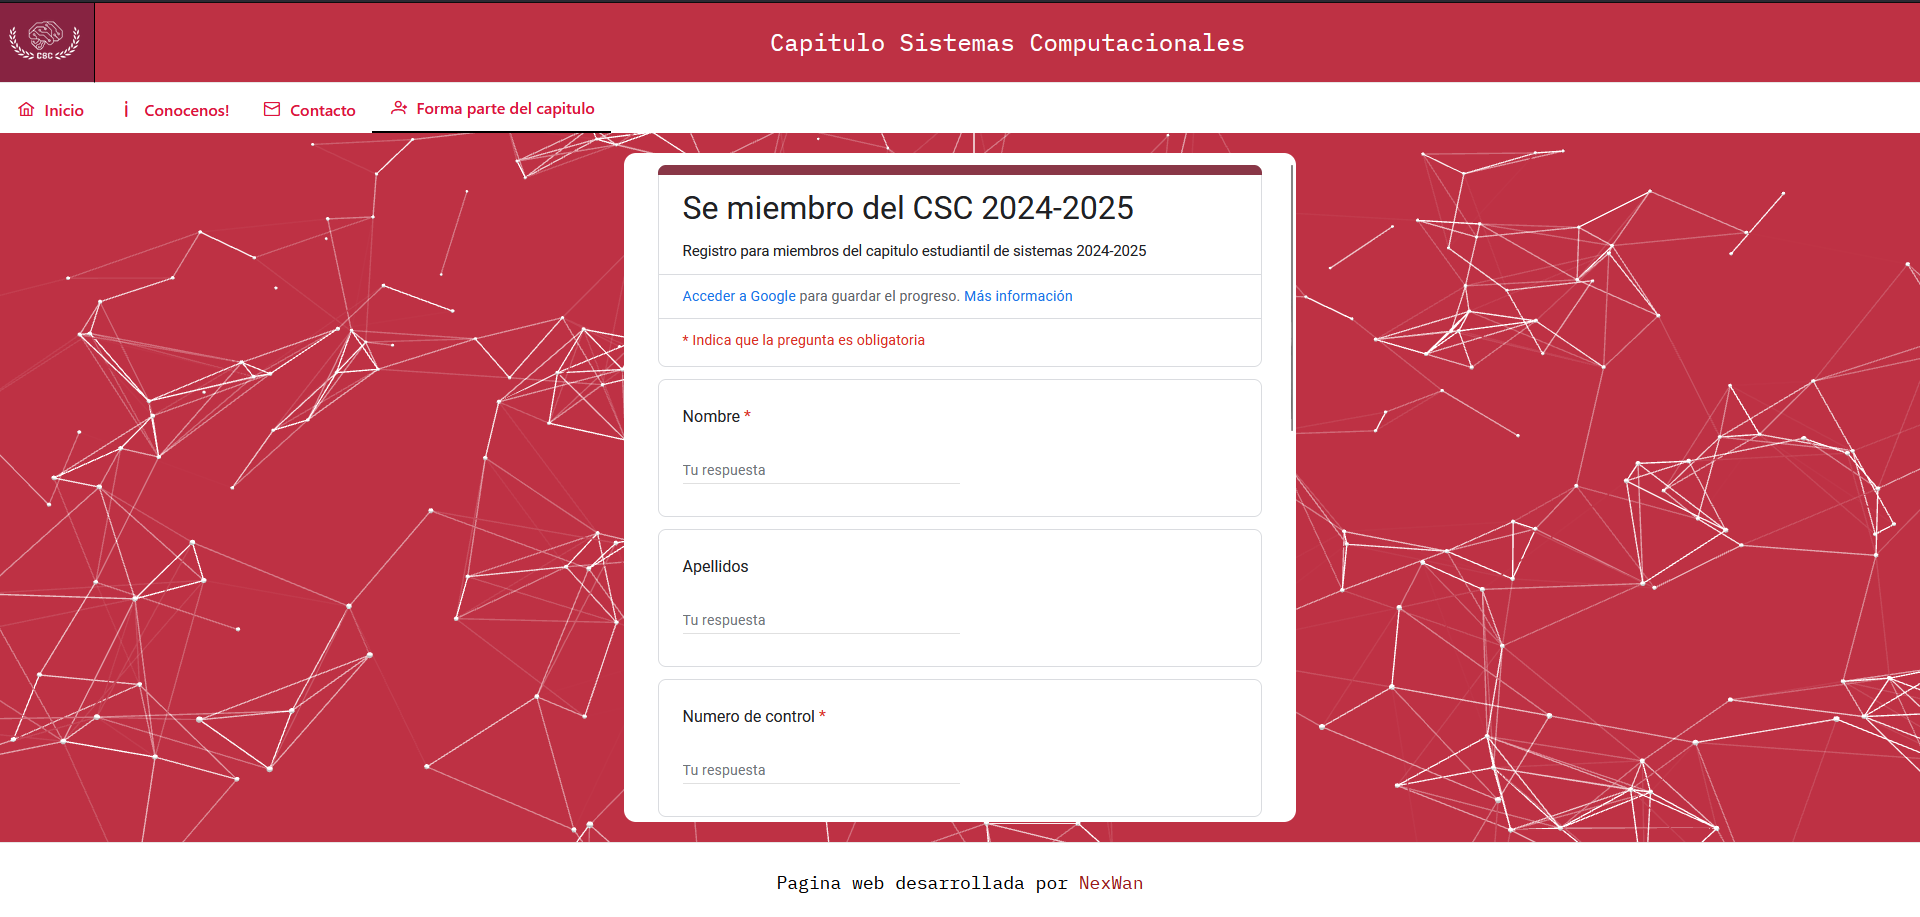 CSC
Capitulo Sistemas Computacionales
Inicio
Conocenos!
Contacto
Forma parte del capitulo
Se miembro del CSC 2024-2025
Registro para miembros del capitulo estudiantil de sistemas 2024-2025
Acceder a Google para guardar el progreso. Más información
* Indica que la pregunta es obligatoria
Nombre *
Tu respuesta
Apellidos
Tu respuesta
Numero de control *
Tu respuesta
Pagina web desarrollada por NexWan